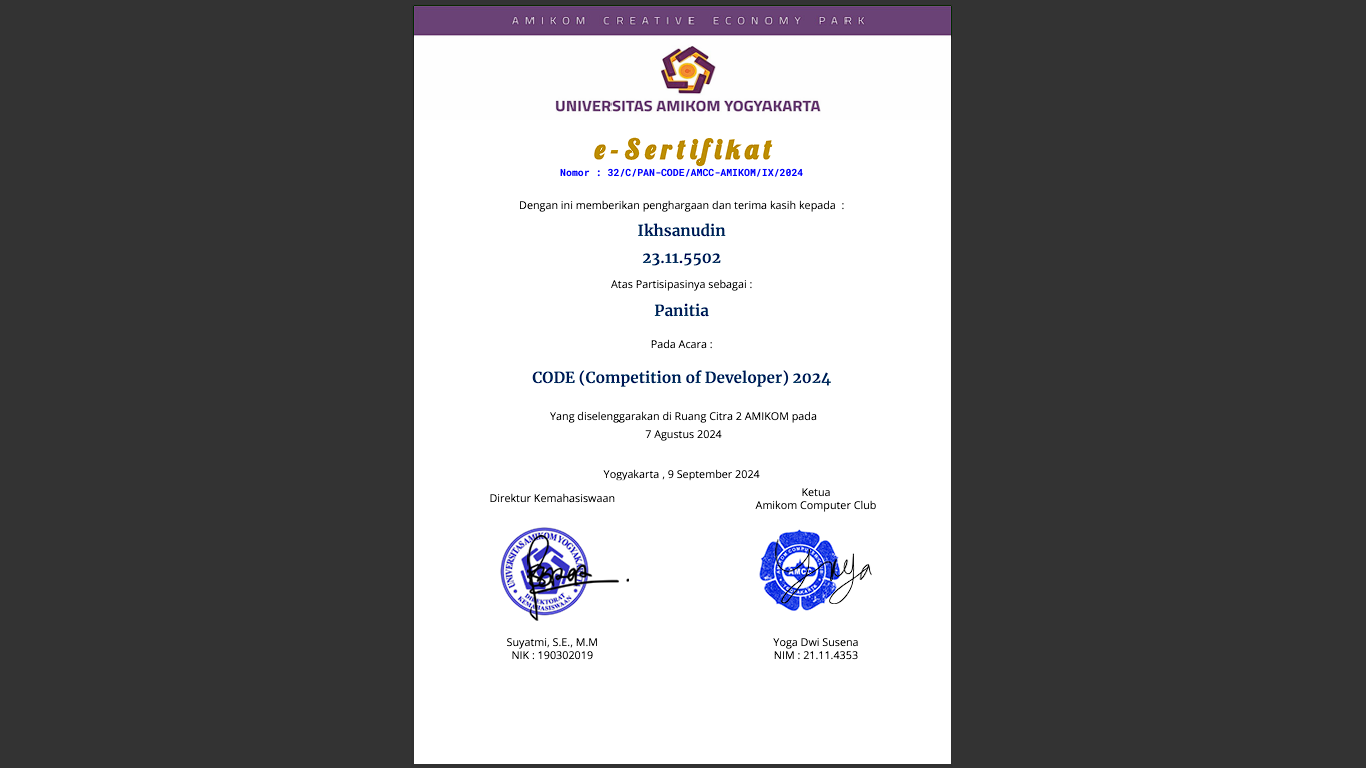 AMIKOM CREATIVE ECONOMY PARK
UNIVERSITAS AMIKOM YOGYAKARTA
e-Sertifikat
Nomor : 32/C/PAN-CODE/AMCC-AMIKOM/IX/2024
Dengan ini memberikan penghargaan dan terima kasih kepada :
Ikhsanudin
23.11.5502
Atas Partisipasinya sebagai :
Panitia
Pada Acara :
CODE (Competition of Developer) 2024
Yang diselenggarakan di Ruang Citra 2 AMIKOM pada
7 Agustus 2024
Yogyakarta , 9 September 2024
Direktur Kemahasiswaan
Ketua
Amikom Computer Club
UNIVERSITAS AMIKOM YOGYAKARTA
DIREKTORAT
KEMAHASISWAAN
AMCC
Suyatmi, S.E., M.M
NIK : 190302019
Yoga Dwi Susena
NIM : 21.11.4353